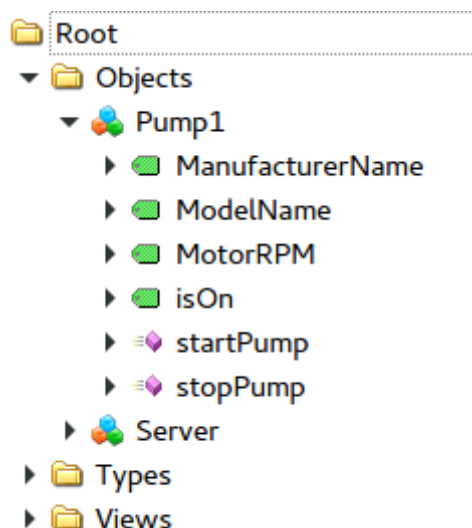 Root
Objects
Pump1
ManufacturerName
ModelName
MotorRPM
isOn
startPump
stopPump
Server
Types
Views